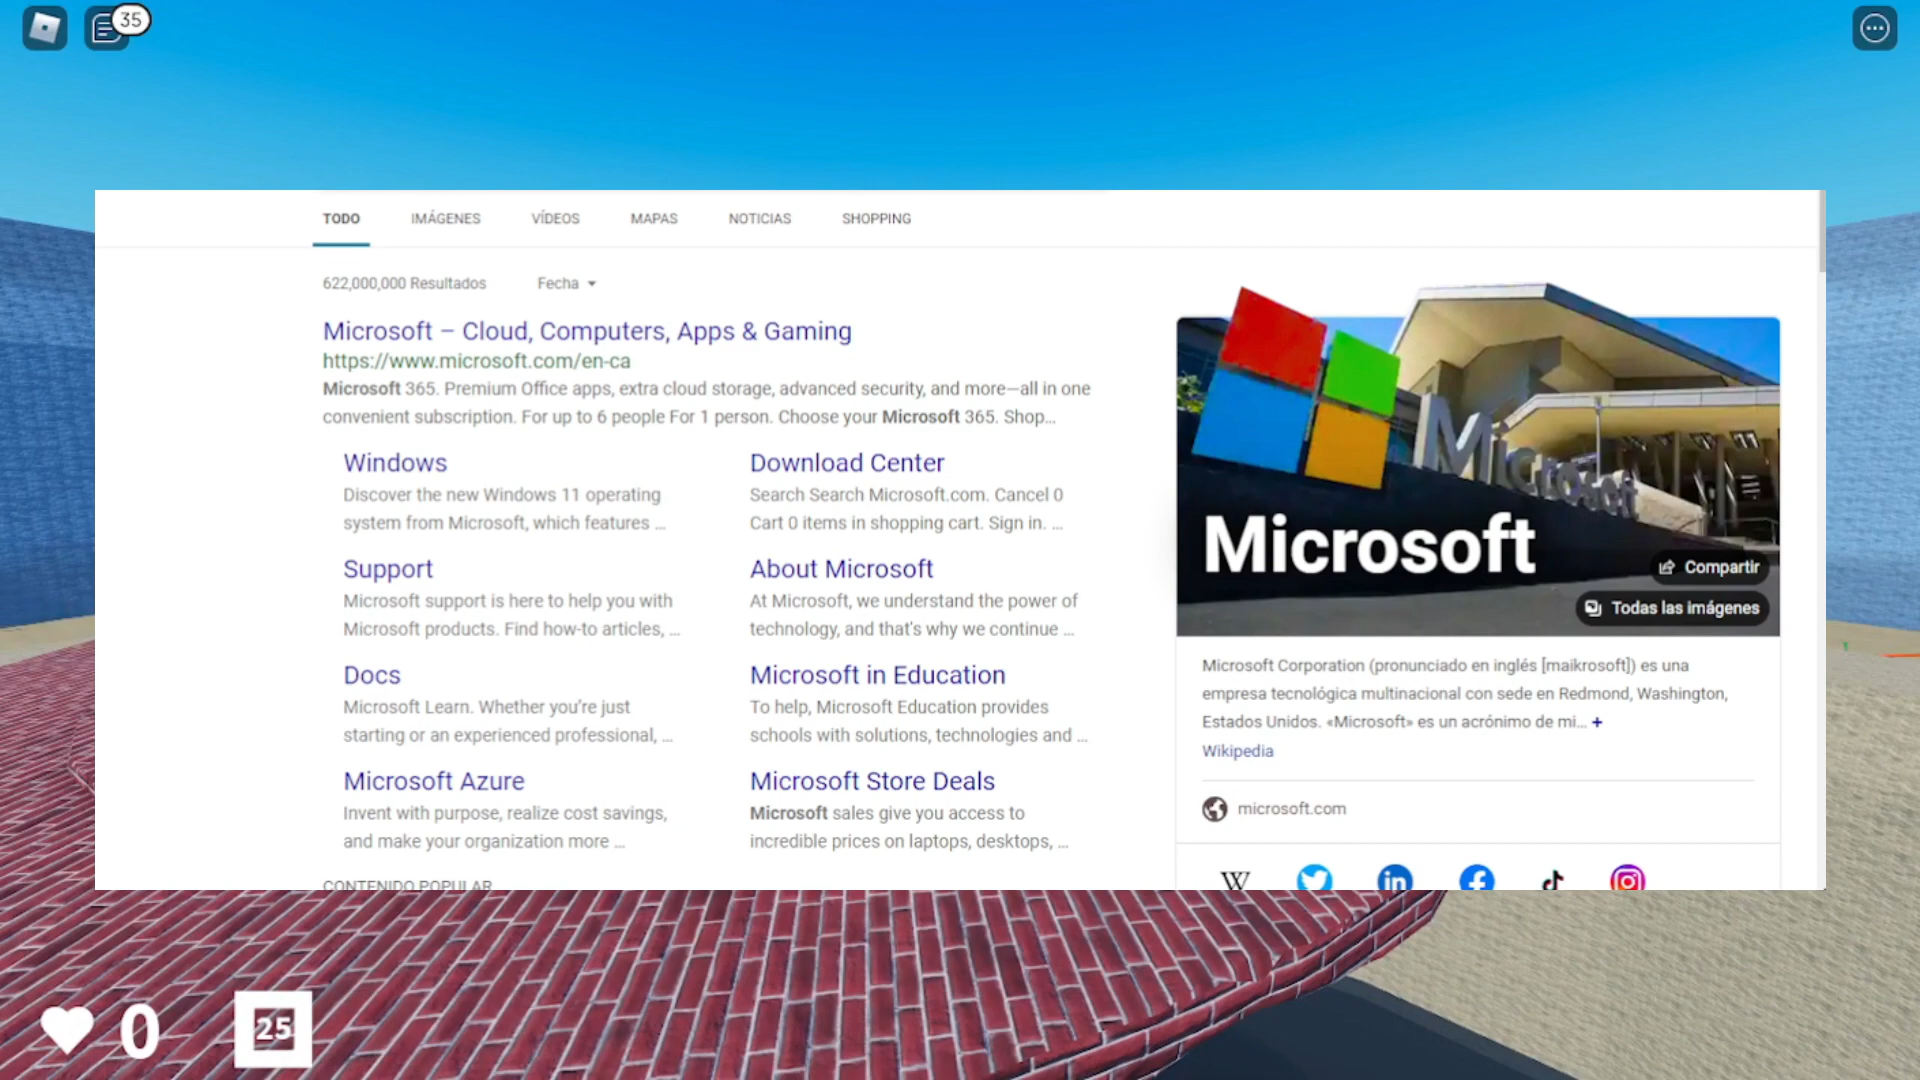 35
TODO IMÁGENES VÍDEOS MAPAS NOTICIAS SHOPPING
622,000,000 Resultados Fecha
Microsoft – Cloud, Computers, Apps & Gaming
https://www.microsoft.com/en-ca
Microsoft 365. Premium Office apps, extra cloud storage, advanced security, and more—all in one
convenient subscription. For up to 6 people For 1 person. Choose your Microsoft 365. Shop...
Windows
Discover the new Windows 11 operating
system from Microsoft, which features ...
Download Center
Search Search Microsoft.com. Cancel 0
Cart 0 items in shopping cart. Sign in. ...
Support
Microsoft support is here to help you with
Microsoft products. Find how-to articles, ...
About Microsoft
At Microsoft, we understand the power of
technology, and that's why we continue ...
Docs
Microsoft Learn. Whether you're just
starting or an experienced professional, ...
Microsoft in Education
To help, Microsoft Education provides
schools with solutions, technologies and ...
Microsoft Azure
Invent with purpose, realize cost savings,
and make your organization more ...
Microsoft Store Deals
Microsoft sales give you access to
incredible prices on laptops, desktops, ...
CONTENIDO POPULAR
Microsoft
Microsoft
Compartir
Todas las imágenes
Microsoft Corporation (pronunciado en inglés [maikrosoft]) es una
empresa tecnológica multinacional con sede en Redmond, Washington,
Estados Unidos. «Microsoft» es un acrónimo de mi... +
Wikipedia
microsoft.com
W
in
0
25